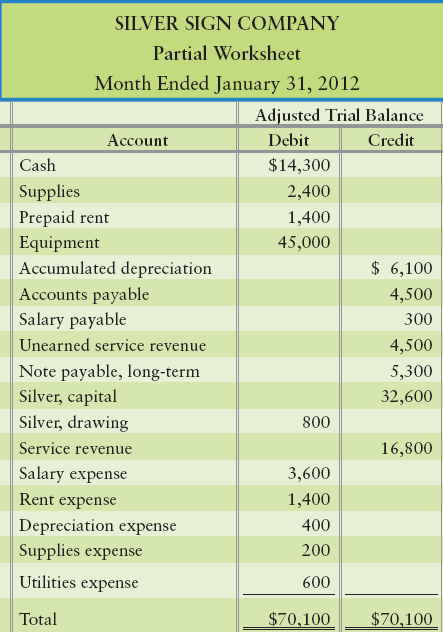 SILVER SIGN COMPANY
Partial Worksheet
Month Ended January 31, 2012
Adjusted Trial Balance
Account Debit Credit
Cash $14,300
Supplies 2,400
Prepaid rent 1,400
Equipment 45,000
Accumulated depreciation $ 6,100
Accounts payable 4,500
Salary payable 300
Unearned service revenue 4,500
Note payable, long-term 5,300
Silver, capital 32,600
Silver, drawing 800
Service revenue 16,800
Salary expense 3,600
Rent expense 1,400
Depreciation expense 400
Supplies expense 200
Utilities expense 600
Total $70,100 $70,100